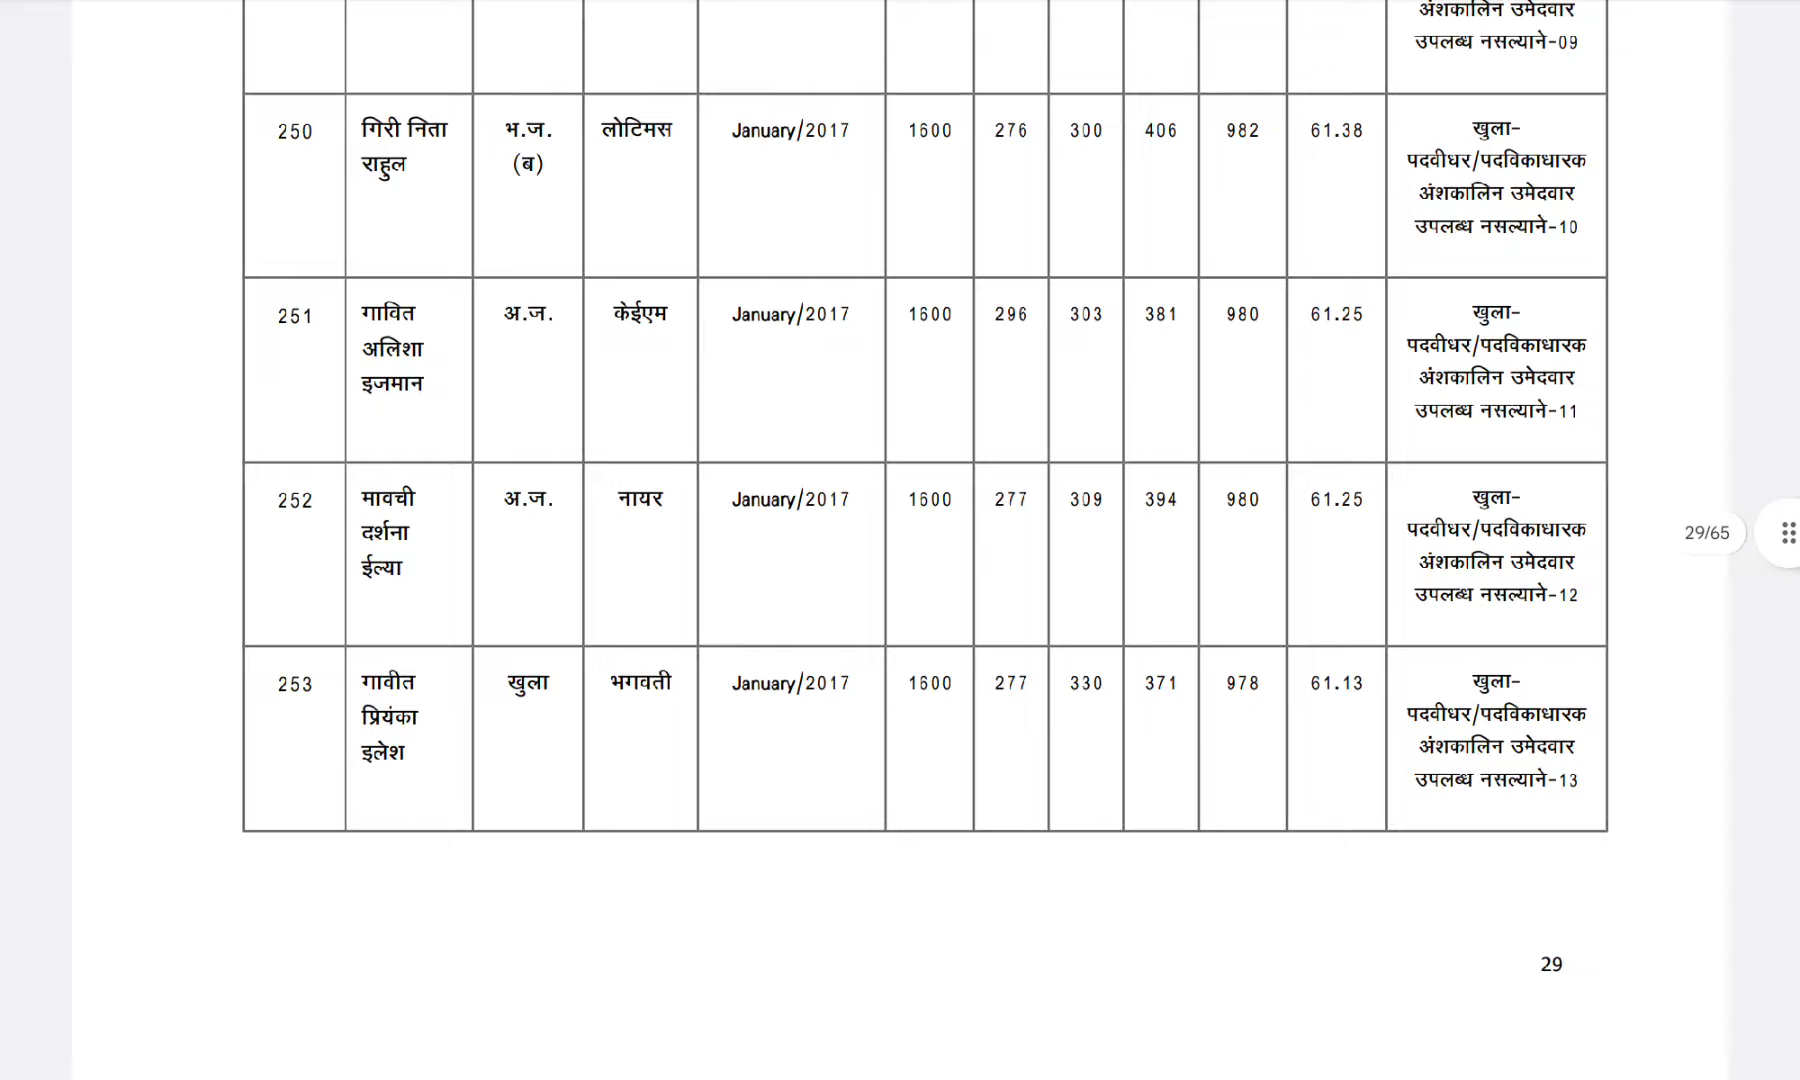 अंशकालिन उमेदवार
उपलब्ध नसल्याने-09
250 गिरी निता भ.ज. लोटिमस January/2017 1600 276 300 406 982 61.38 खुला-
राहुल (ब) पदवीधर/पदविकाधारक
अंशकालिन उमेदवार
उपलब्ध नसल्याने-10
251 गावित अ.ज. केईएम January/2017 1600 296 303 381 980 61.25 खुला-
अलिशा पदवीधर/पदविकाधारक
इजमान अंशकालिन उमेदवार
उपलब्ध नसल्याने-11
252 मावची अ.ज. नायर January/2017 1600 277 309 394 980 61.25 खुला-
दर्शना पदवीधर/पदविकाधारक
ईल्या अंशकालिन उमेदवार
उपलब्ध नसल्याने-12
29/65
253 गावीत खुला भगवती January/2017 1600 277 330 371 978 61.13 खुला-
प्रियंका पदवीधर/पदविकाधारक
इलेश अंशकालिन उमेदवार
उपलब्ध नसल्याने-13
29